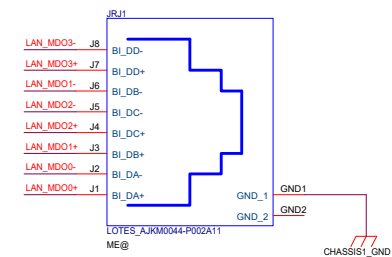 JRJ1
LAN_MDO3- J8 BI_DD-
LAN_MDO3+ J7 BI_DD+
LAN_MDO1- J6 BI_DB-
LAN_MDO2- J5 BI_DC-
LAN_MDO2+ J4 BI_DC+
LAN_MDO1+ J3 BI_DB+
LAN_MDO0- J2 BI_DA-
LAN_MDO0+ J1 BI_DA+
GND_1 GND1
GND_2 GND2
LOTES_AJKM0044-P002A11
ME@
CHASSIS1_GND